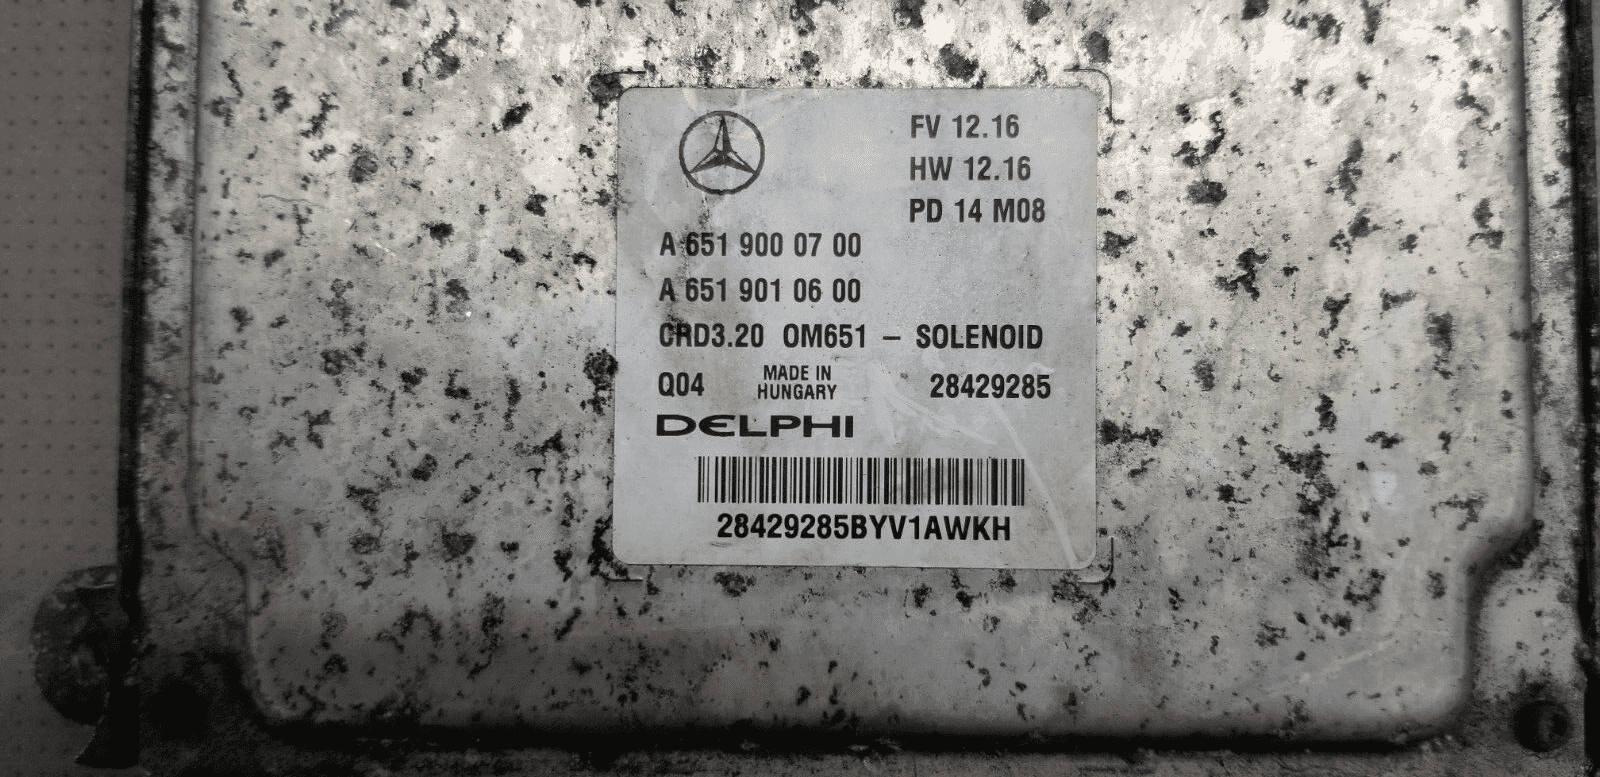 FV 12.16
HW 12.16
PD 14 M08
A 651 900 07 00
A 651 901 06 00
CRD3.20 OM651 – SOLENOID
Q04 MADE IN HUNGARY 28429285
DELPHI
28429285BYV1AWKH